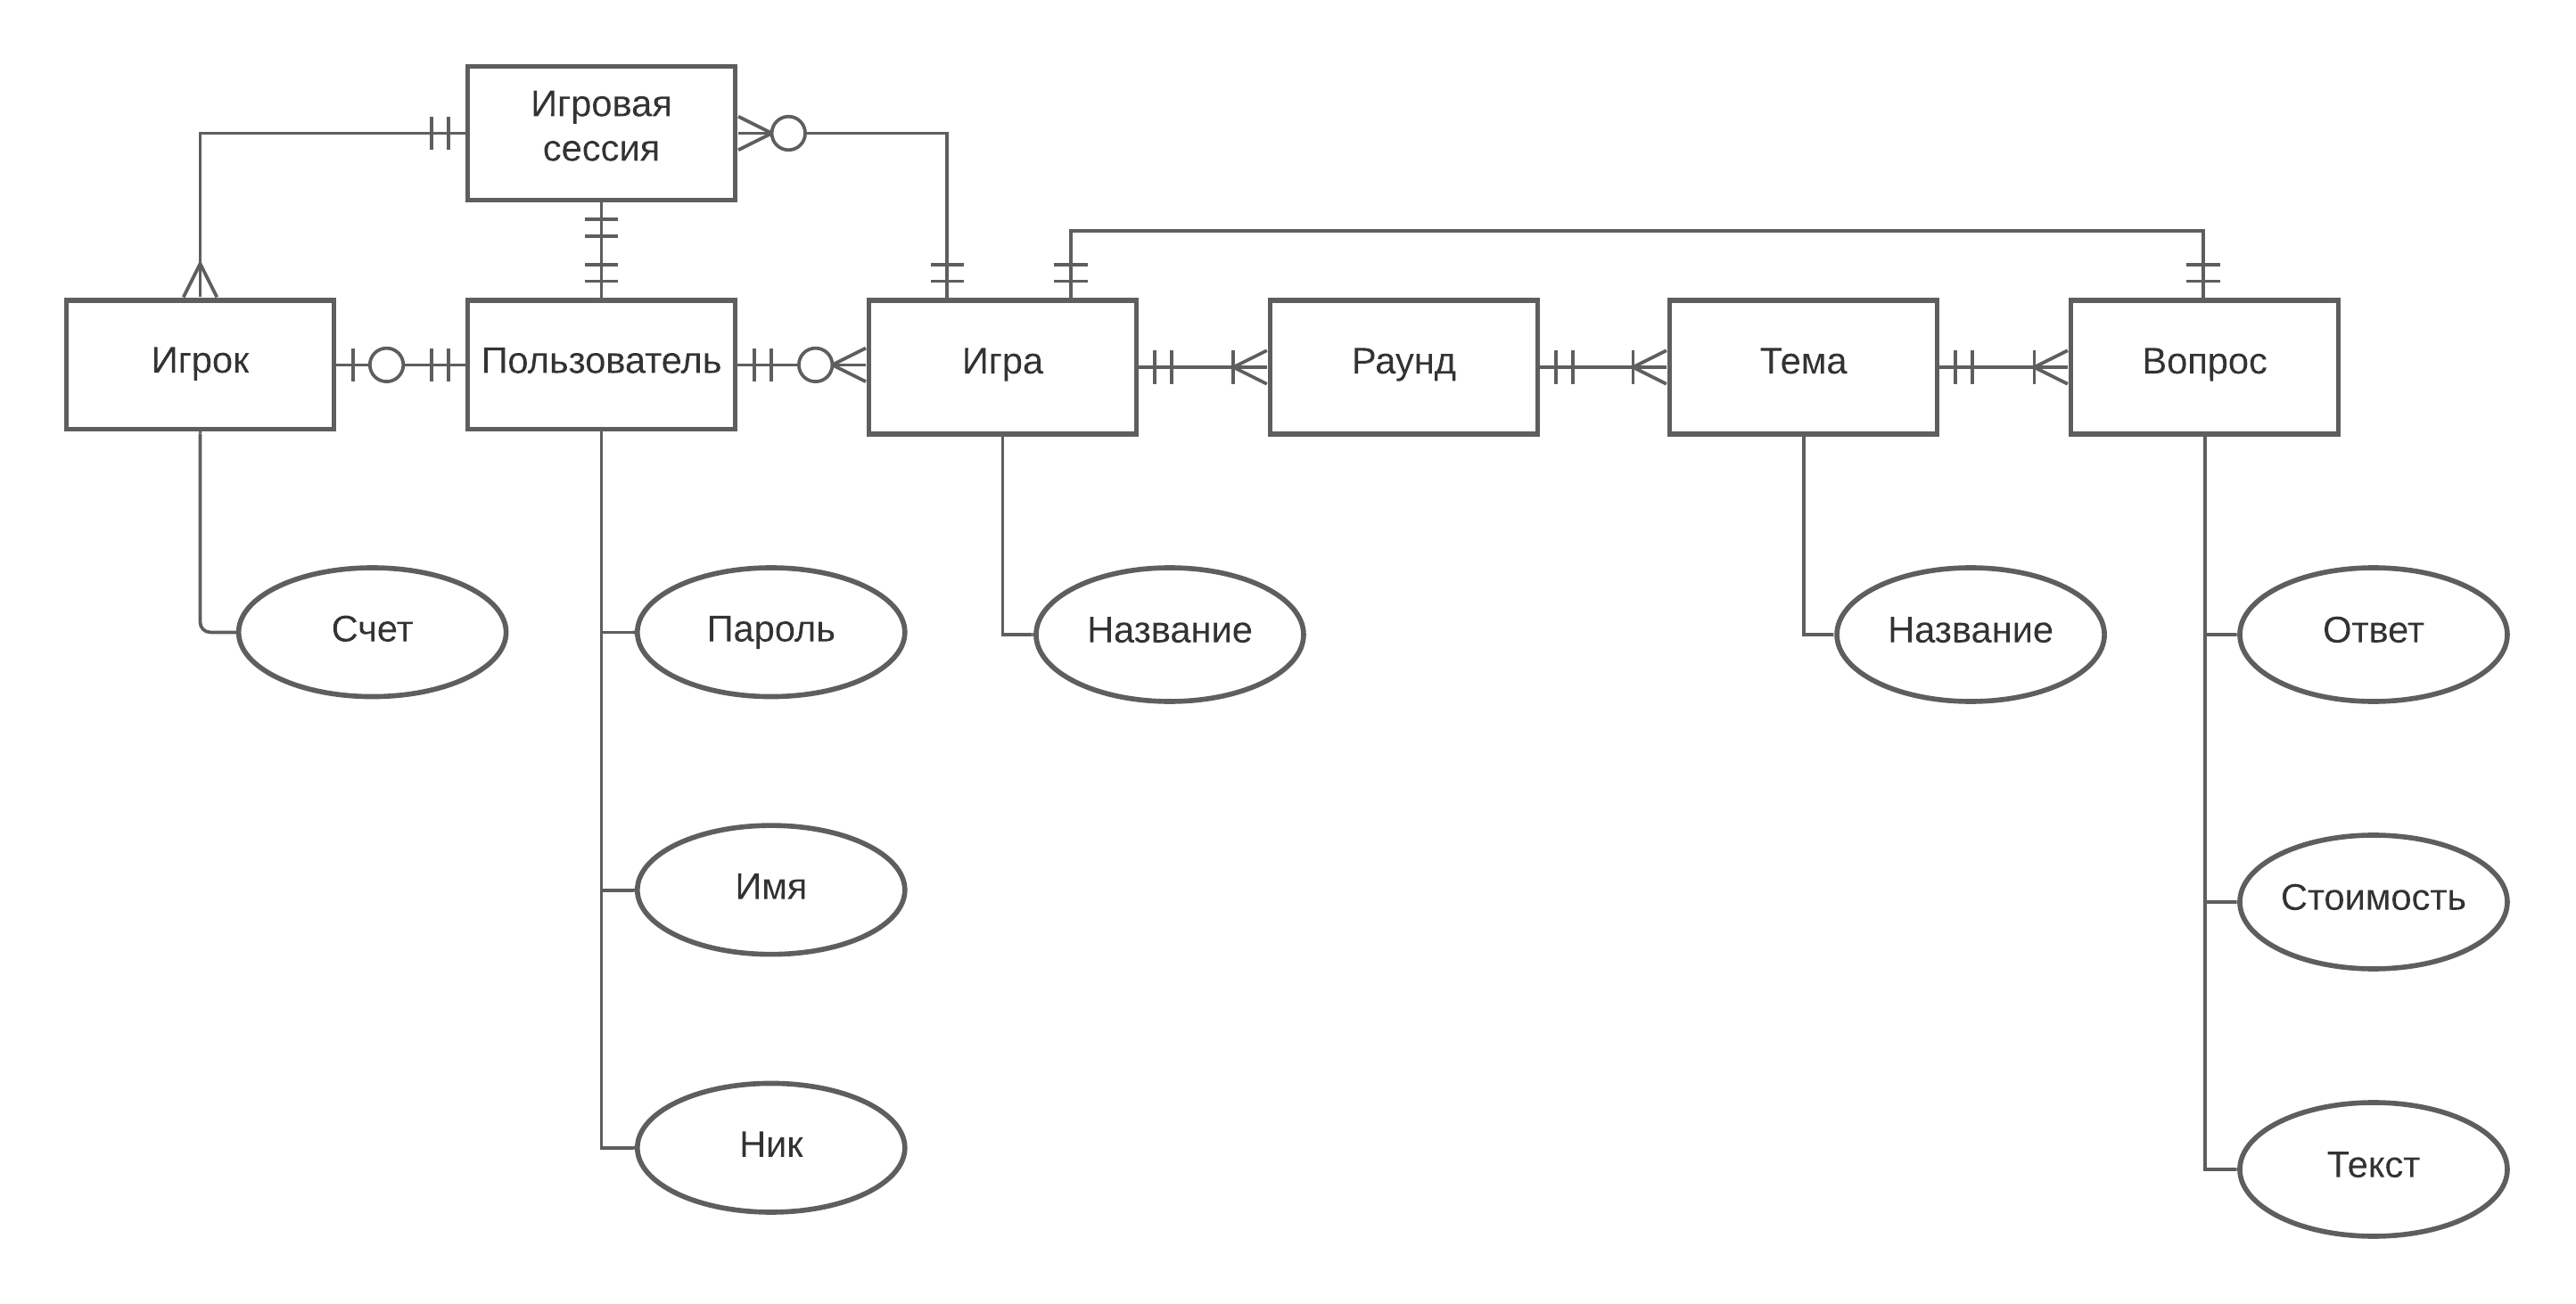 Игровая
сессия
Игрок
Пользователь
Игра
Раунд
Тема
Вопрос
Счет
Пароль
Название
Название
Ответ
Имя
Стоимость
Ник
Текст